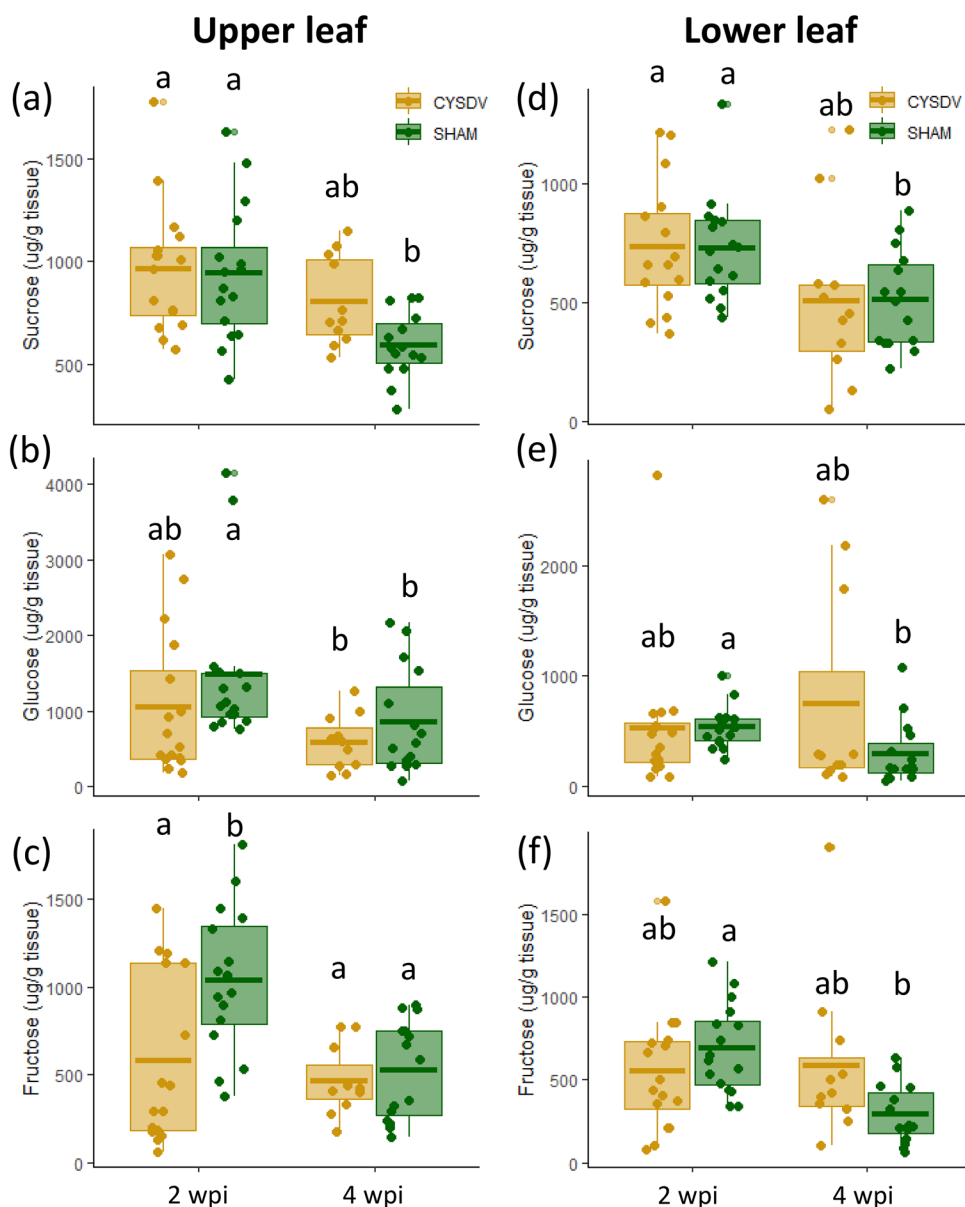 Upper leaf
Lower leaf
(a)
a
a
CYSDV
SHAM
ab
b
Sucrose (ug/g tissue)
1500
1000
500
(d)
a
a
ab
CYSDV
SHAM
b
Sucrose (ug/g tissue)
1000
500
0
(b)
ab
a
b
b
Glucose (ug/g tissue)
4000
3000
2000
1000
0
(e)
ab
ab
a
b
Glucose (ug/g tissue)
2000
1000
0
(c)
a
b
a
a
Fructose (ug/g tissue)
1500
1000
500
0
2 wpi
4 wpi
(f)
ab
a
ab
b
Fructose (ug/g tissue)
1500
1000
500
0
2 wpi
4 wpi